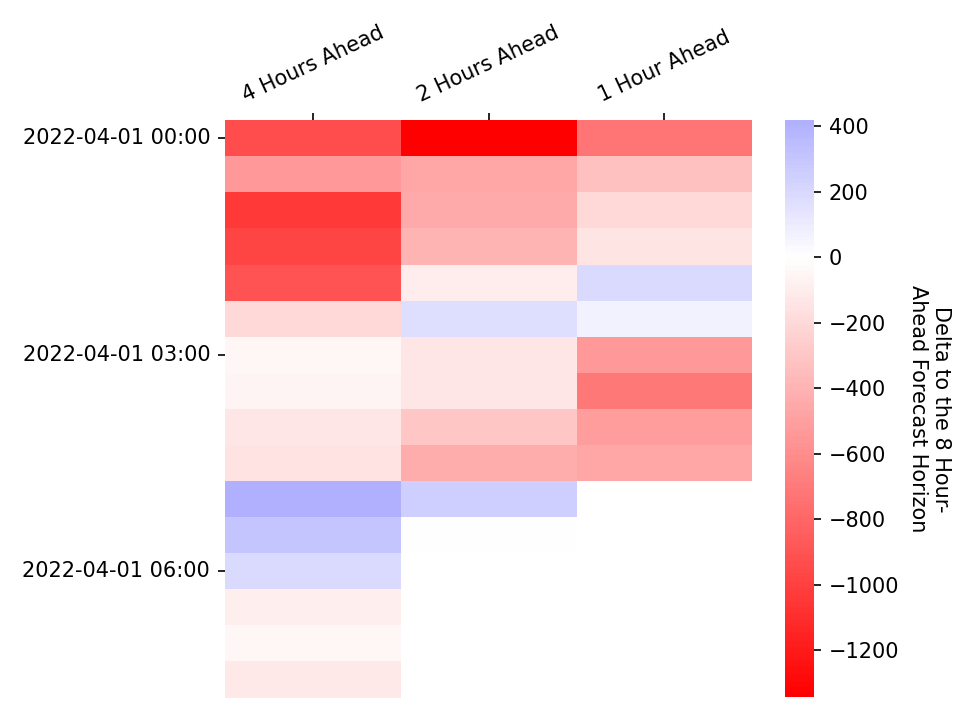 4 Hours Ahead
2 Hours Ahead
1 Hour Ahead
2022-04-01 00:00
2022-04-01 03:00
2022-04-01 06:00
400
200
0
−200
−400
−600
−800
−1000
−1200
Delta to the 8 Hour-
Ahead Forecast Horizon